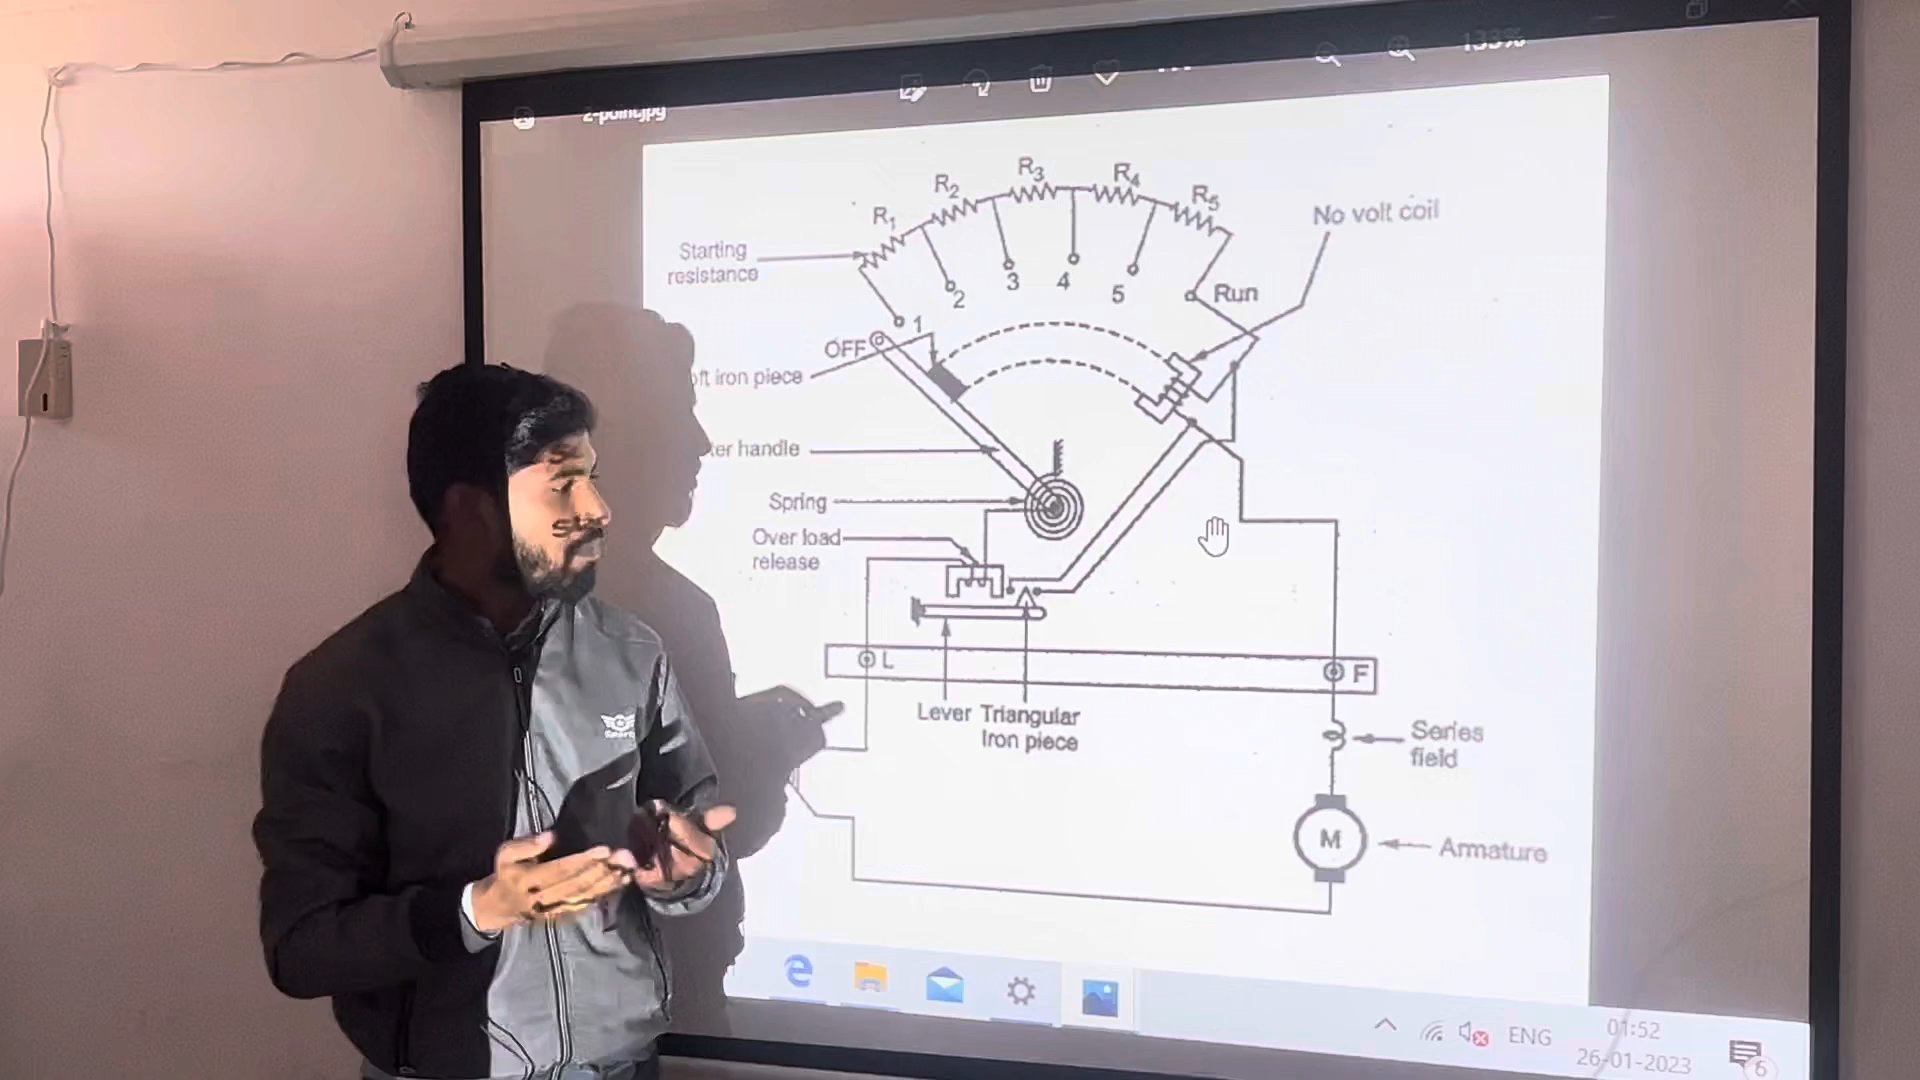 133%
2-point.jpg
R1
R2
R3
R4
R5
No volt coil
Starting
resistance
1
2
3
4
5
Run
OFF
iron piece
handle
Spring
Over load
release
L
F
Lever Triangular
Iron piece
Series
field
M
Armature
ENG
01:52
26-01-2023
6